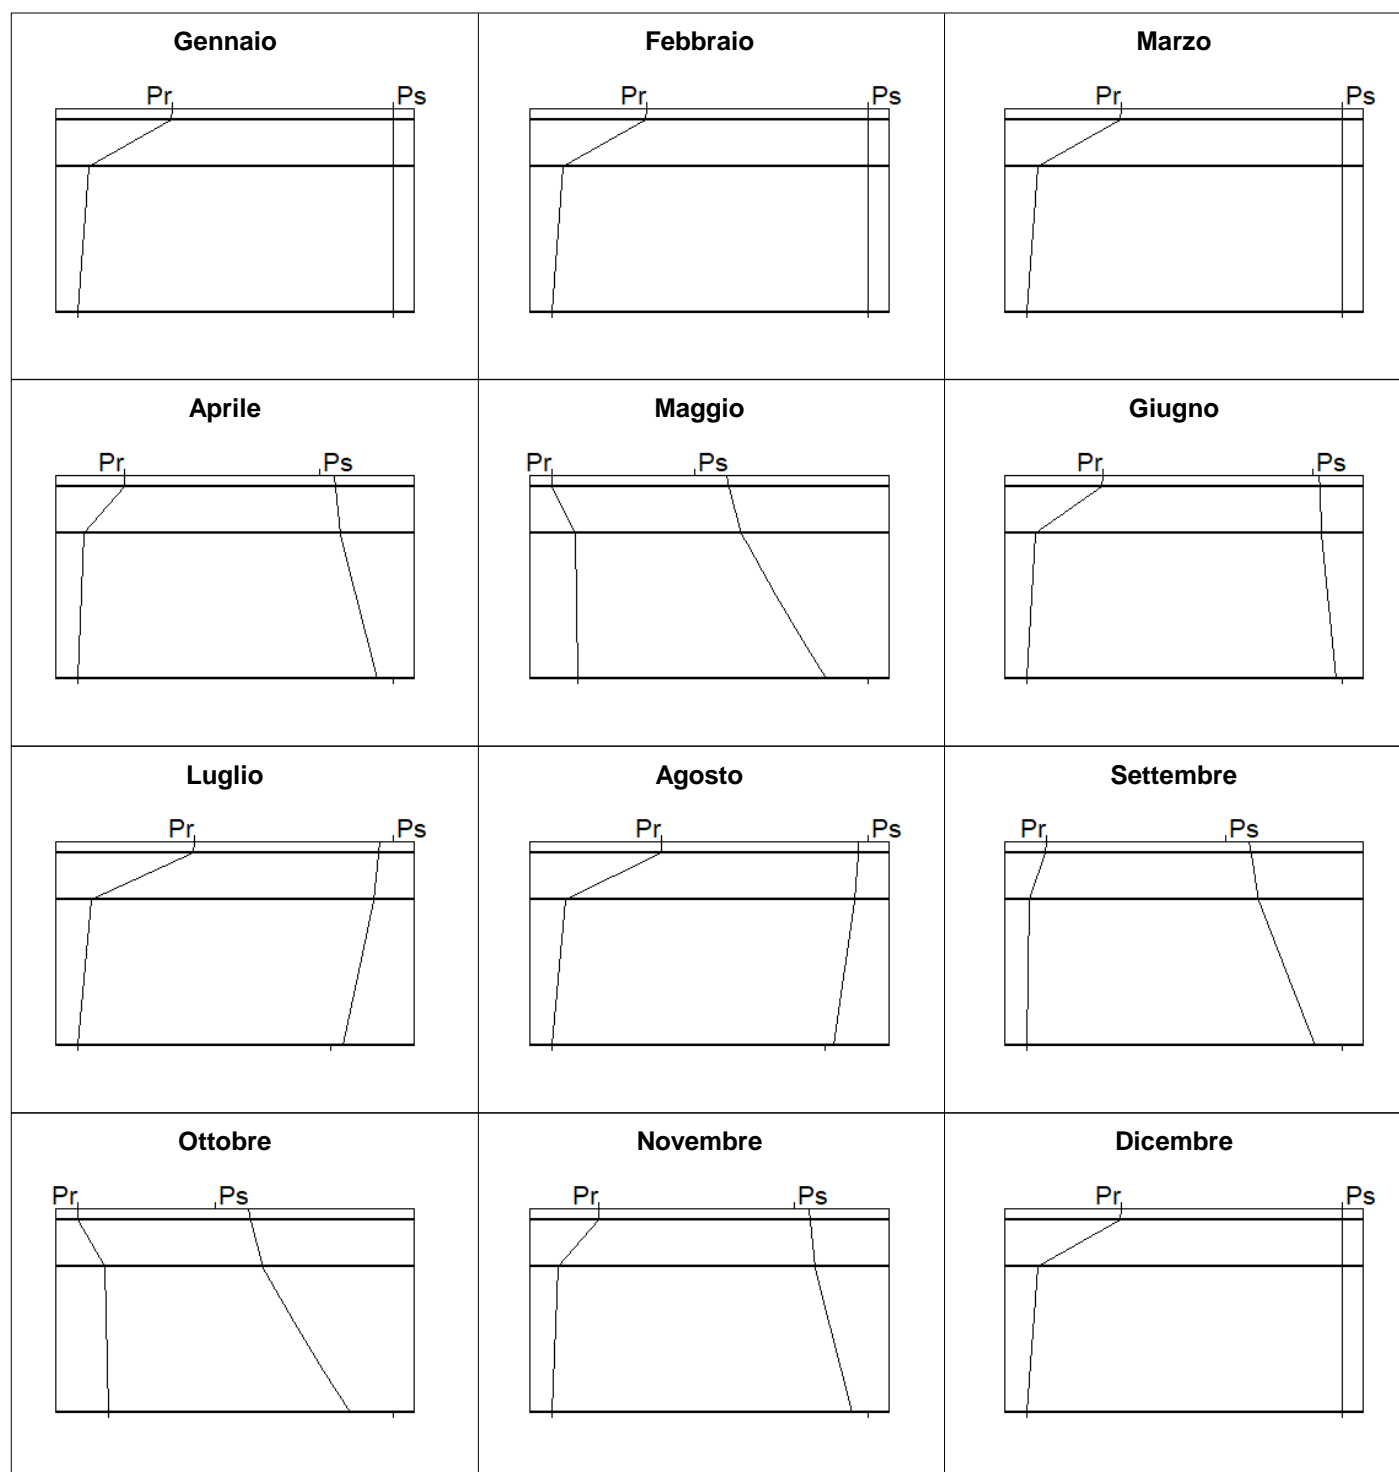 Gennaio
Febbraio
Marzo
Pr Ps
Pr Ps
Pr Ps
Aprile
Maggio
Giugno
Pr Ps
Pr Ps
Pr Ps
Luglio
Agosto
Settembre
Pr Ps
Pr Ps
Pr Ps
Ottobre
Novembre
Dicembre
Pr Ps
Pr Ps
Pr Ps